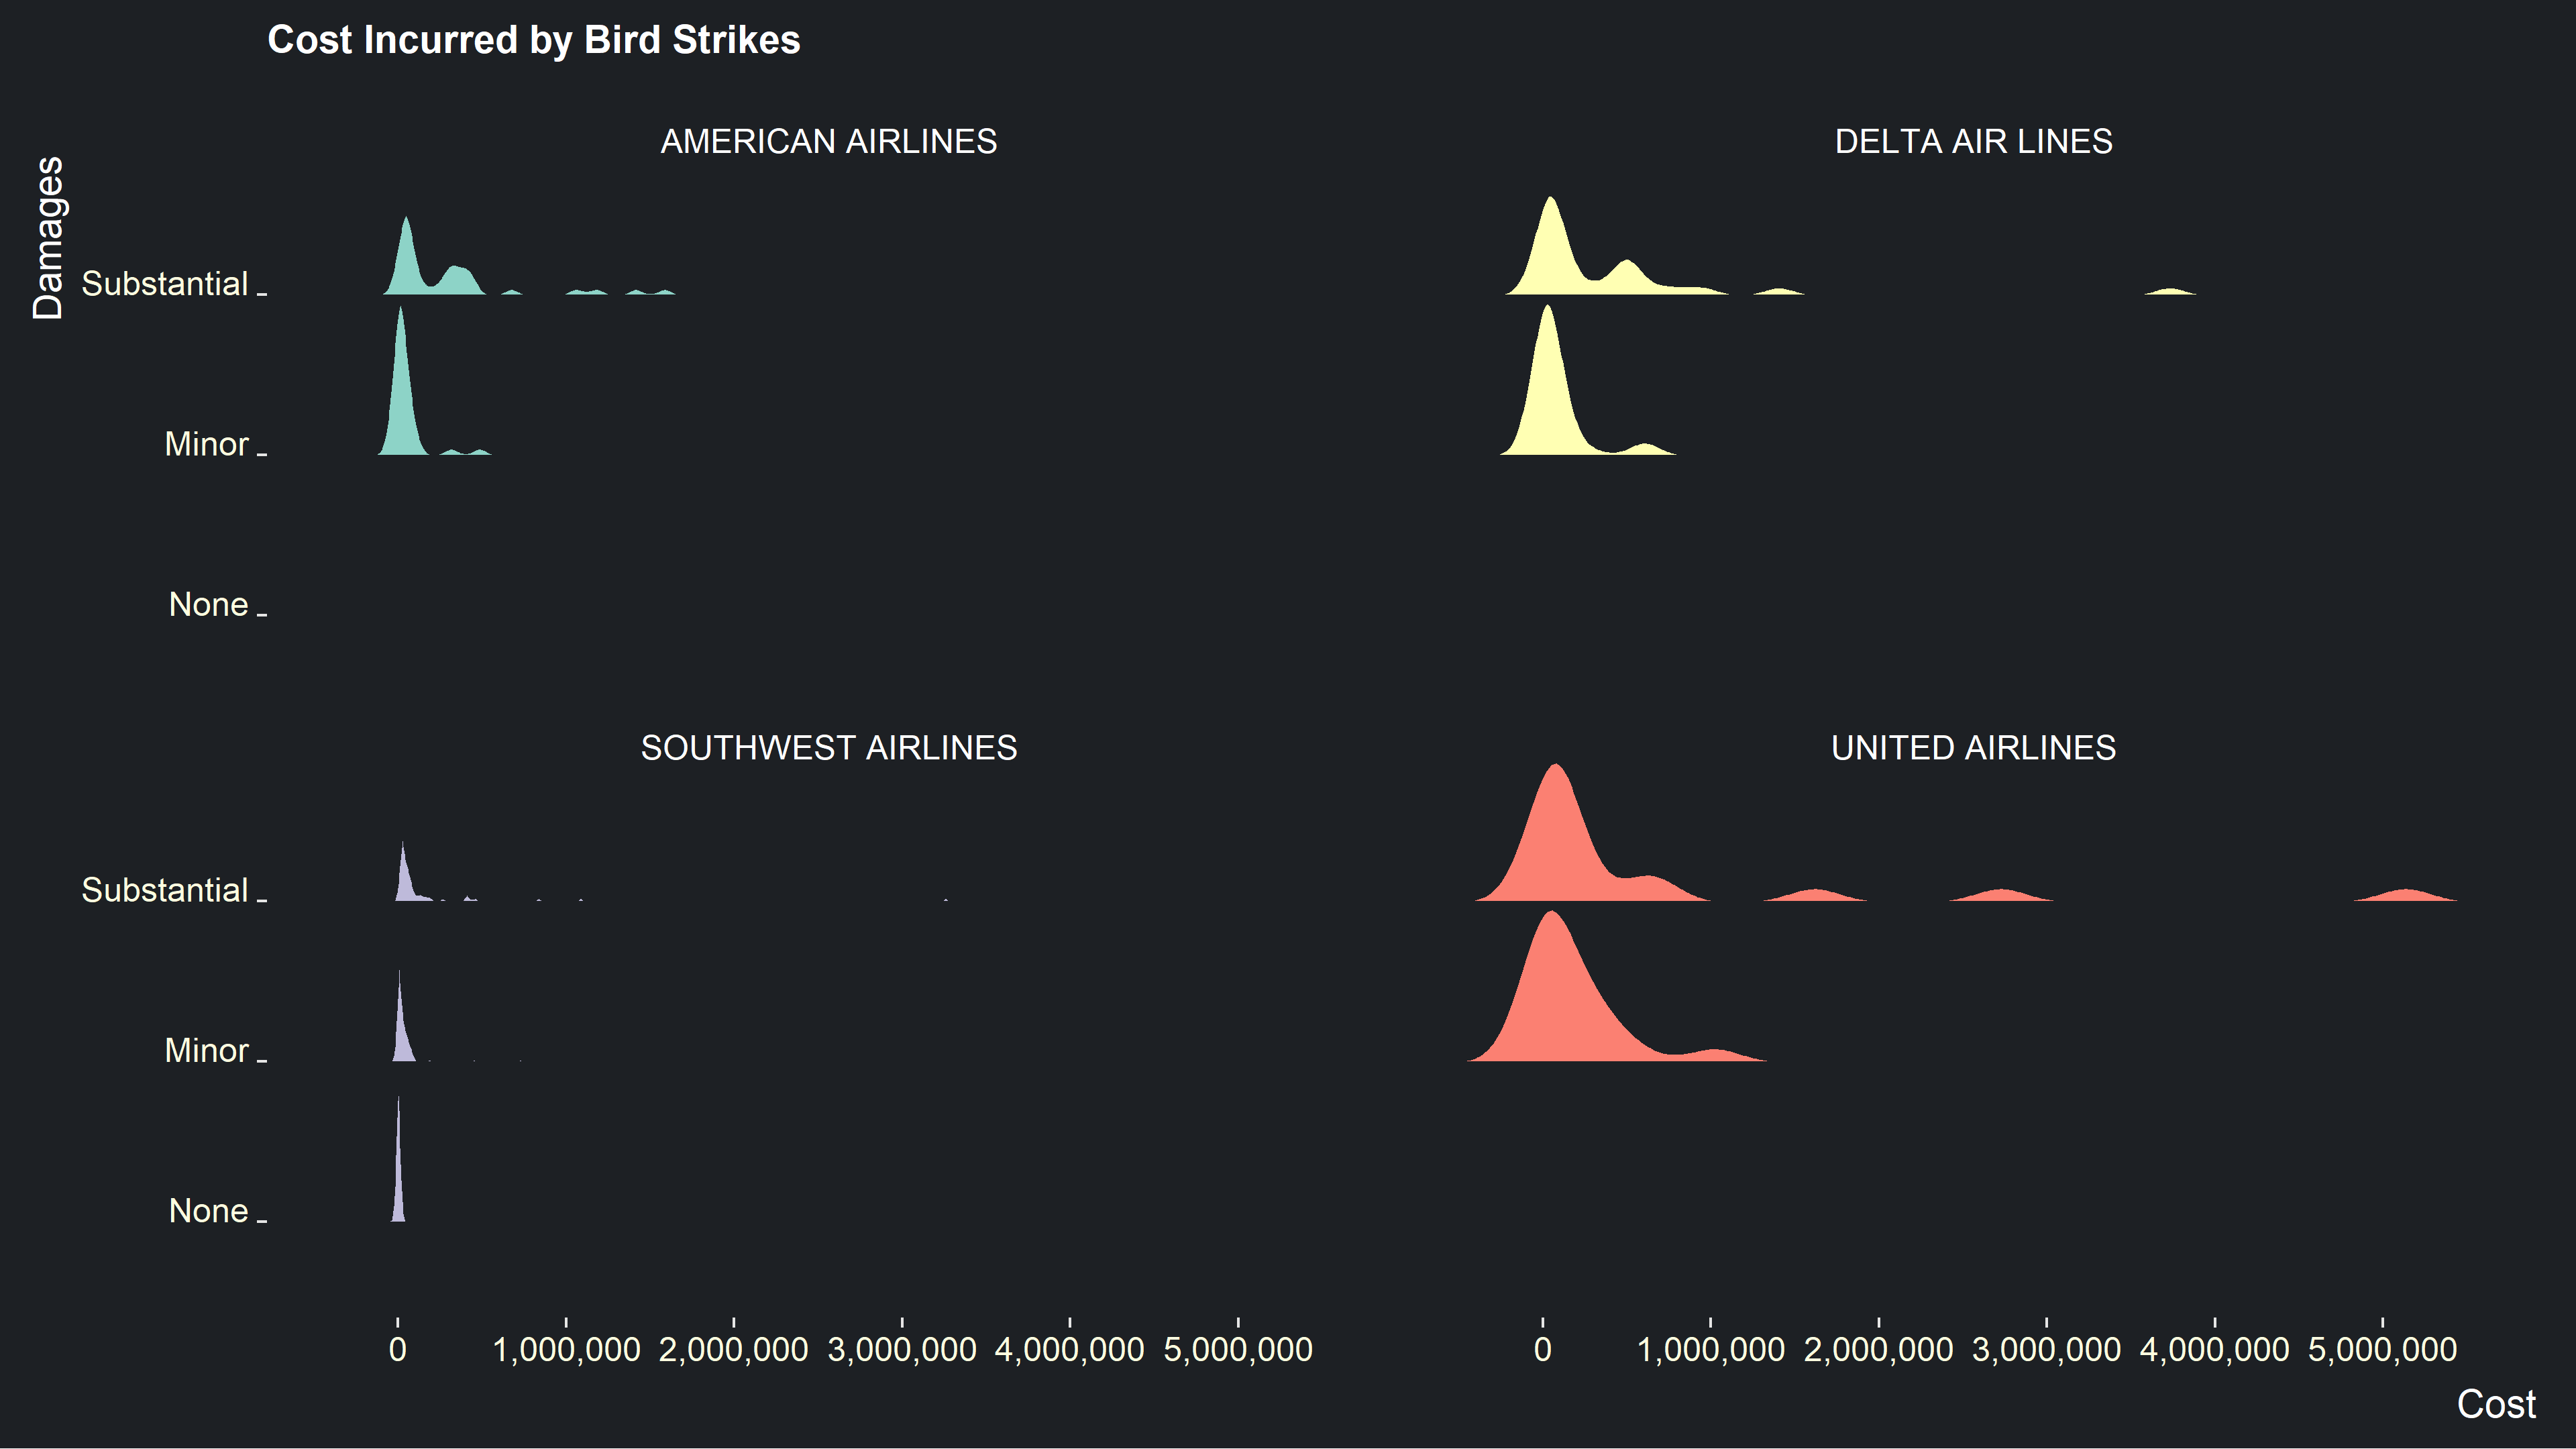 Cost Incurred by Bird Strikes
AMERICAN AIRLINES
DELTA AIR LINES
Damages
Substantial
Minor
None
SOUTHWEST AIRLINES
UNITED AIRLINES
Substantial
Minor
None
0 1,000,000 2,000,000 3,000,000 4,000,000 5,000,000
0 1,000,000 2,000,000 3,000,000 4,000,000 5,000,000
Cost